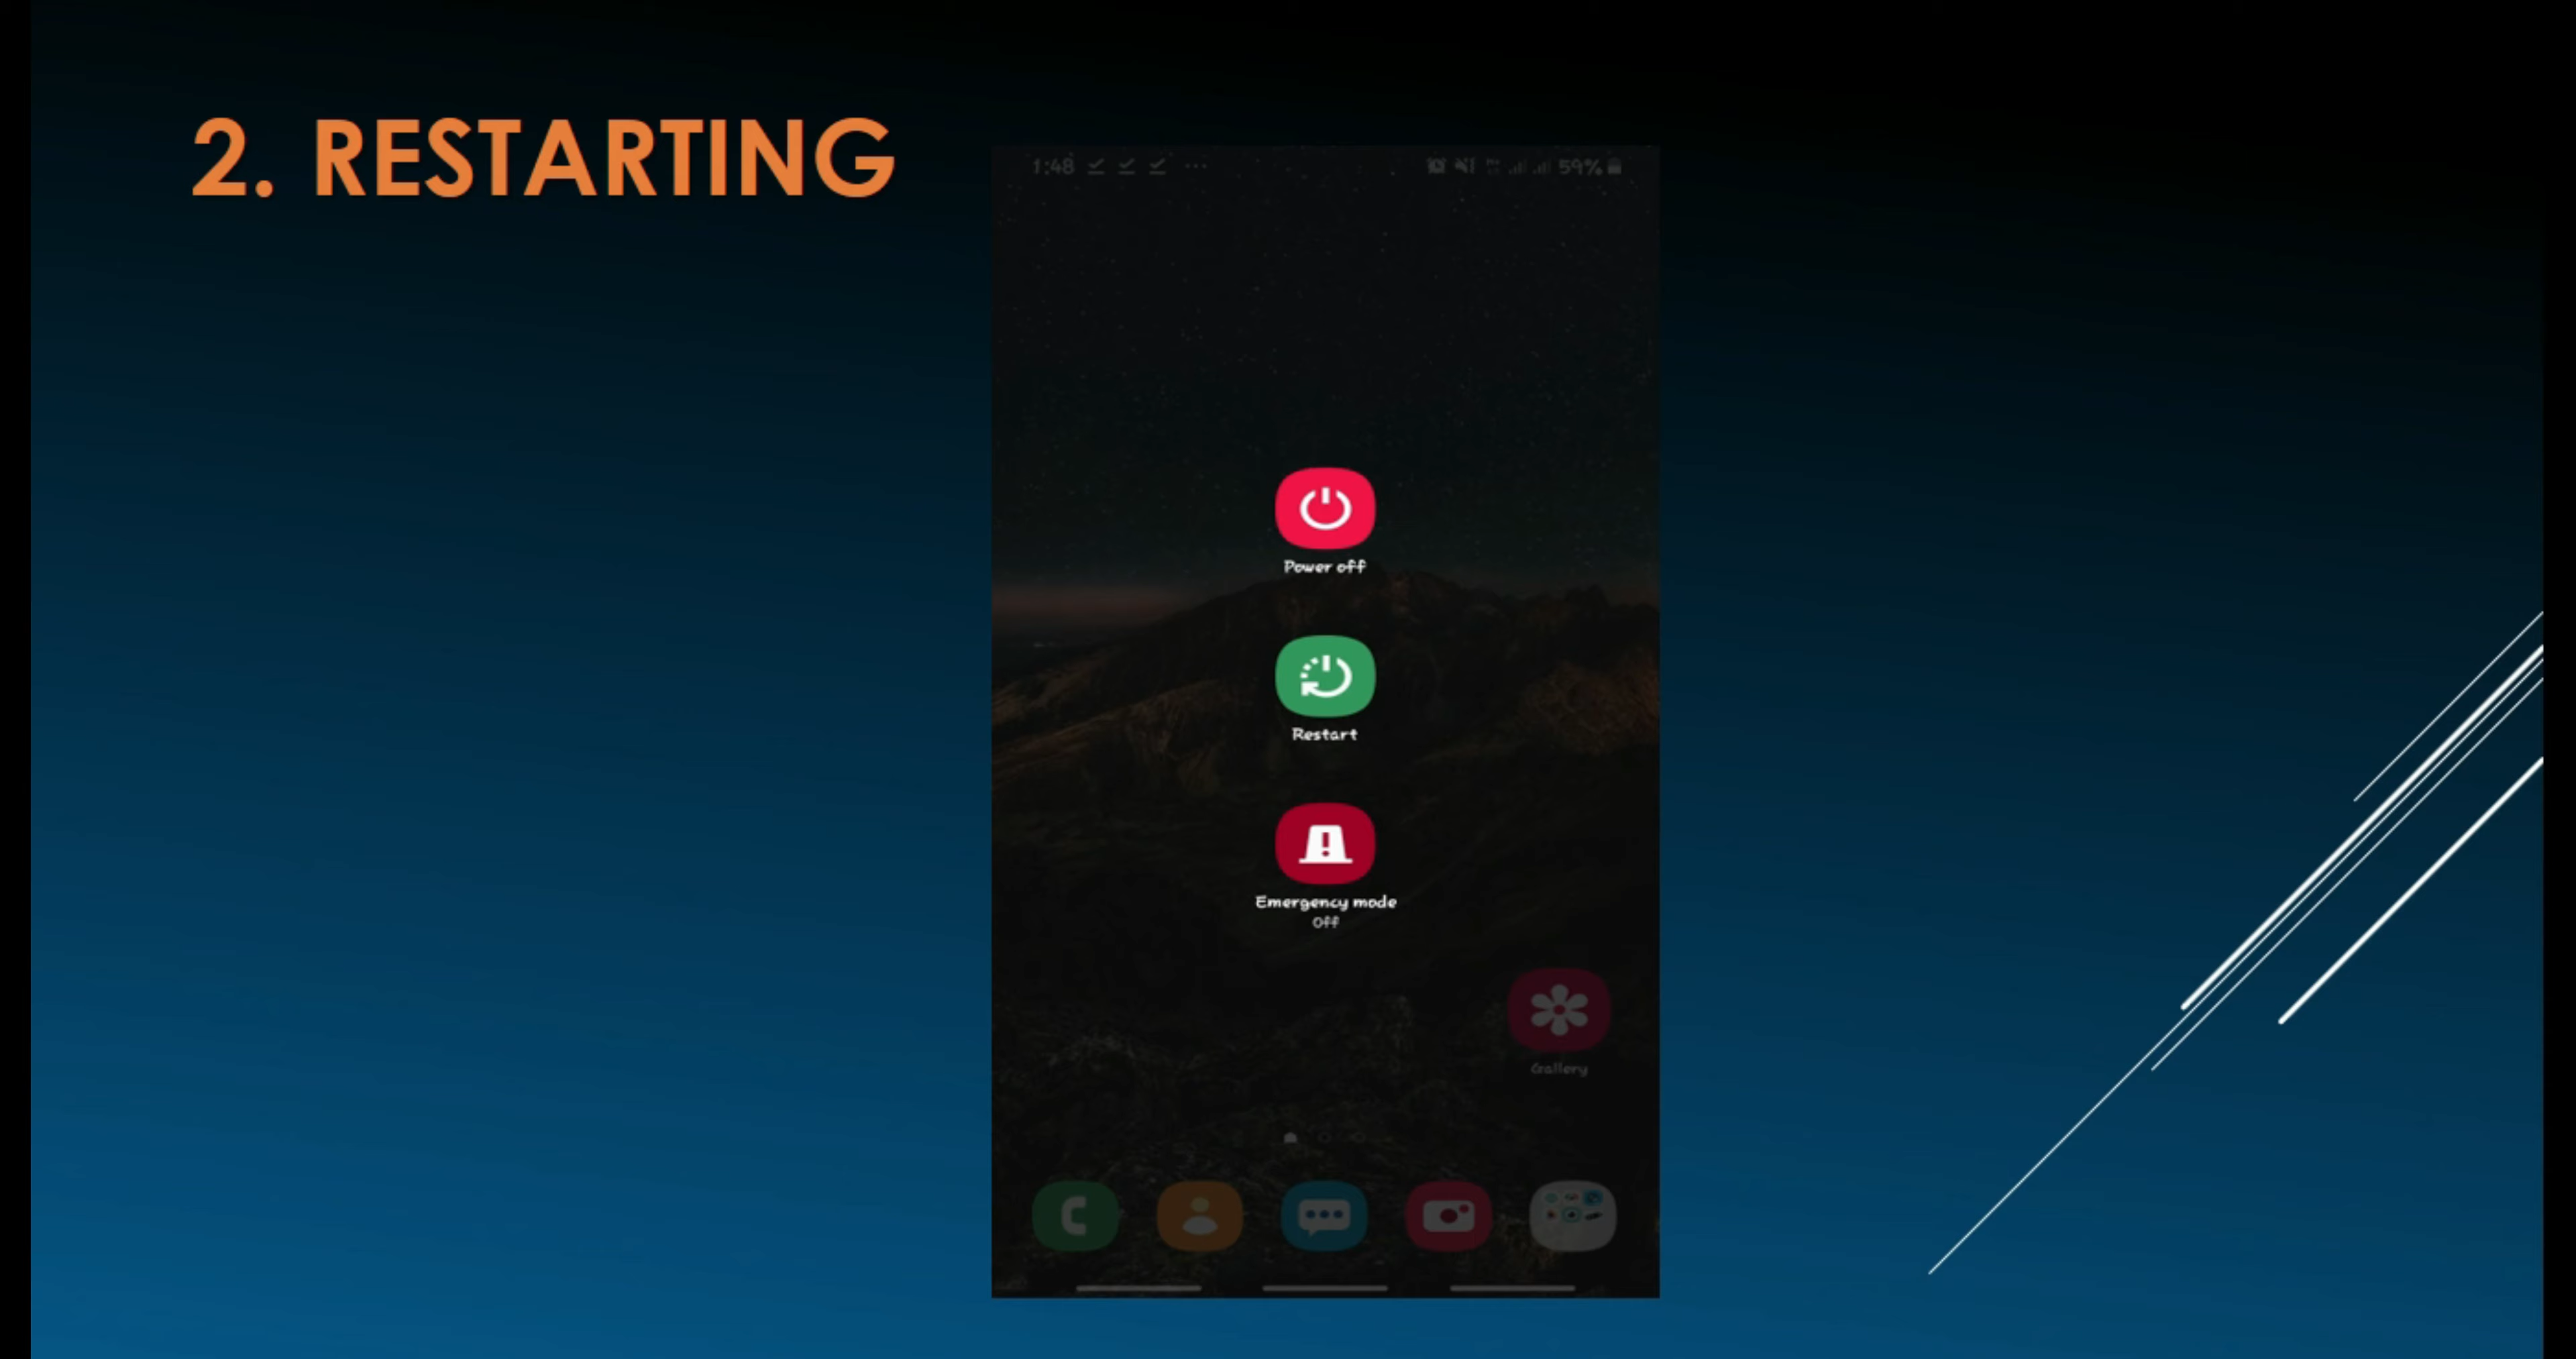 2. RESTARTING
1:48
59%
Power off
Restart
Emergency mode
Off
Gallery